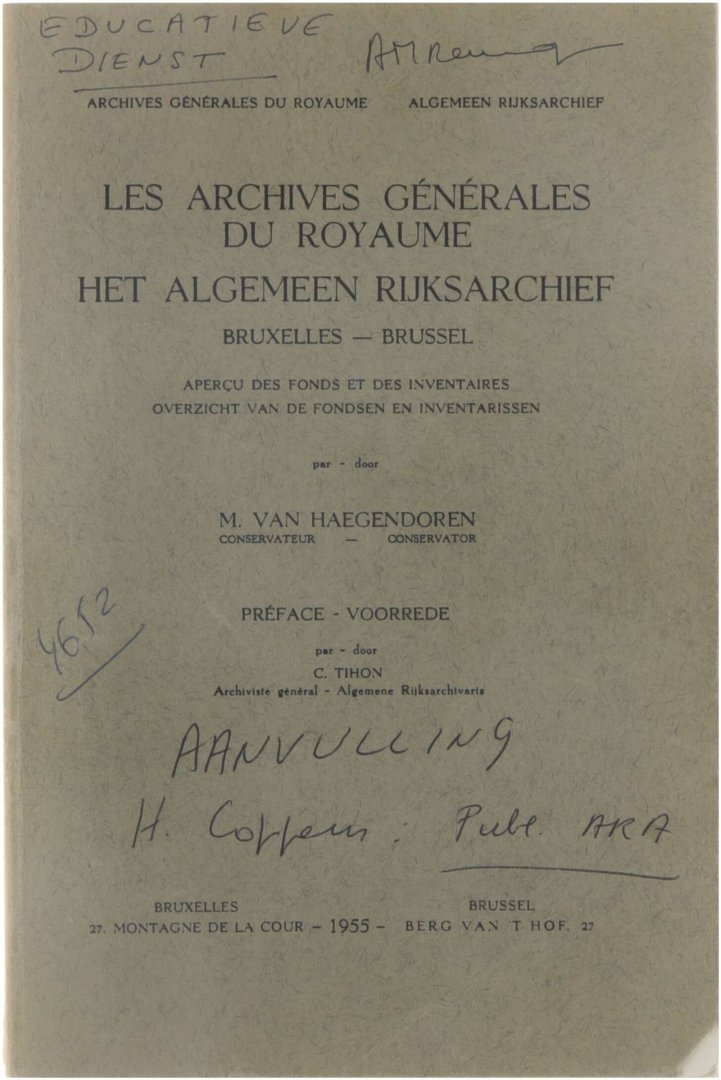 EDUCATIEVE
DIENST
ARCHIVES GÉNÉRALES DU ROYAUME ALGEMEEN RIJKSARCHIEF
LES ARCHIVES GÉNÉRALES
DU ROYAUME
HET ALGEMEEN RIJKSARCHIEF
BRUXELLES — BRUSSEL
APERÇU DES FONDS ET DES INVENTAIRES
OVERZICHT VAN DE FONDSEN EN INVENTARISSEN
par - door
M. VAN HAEGENDOREN
CONSERVATEUR — CONSERVATOR
4652
PRÉFACE - VOORREDE
par - door
C. TIHON
Archiviste général - Algemene Rijksarchivaris
AANVULLING
H. Coppens : Publ. ARA
BRUXELLES BRUSSEL
27. MONTAGNE DE LA COUR - 1955 - BERG VAN 'T HOF. 27